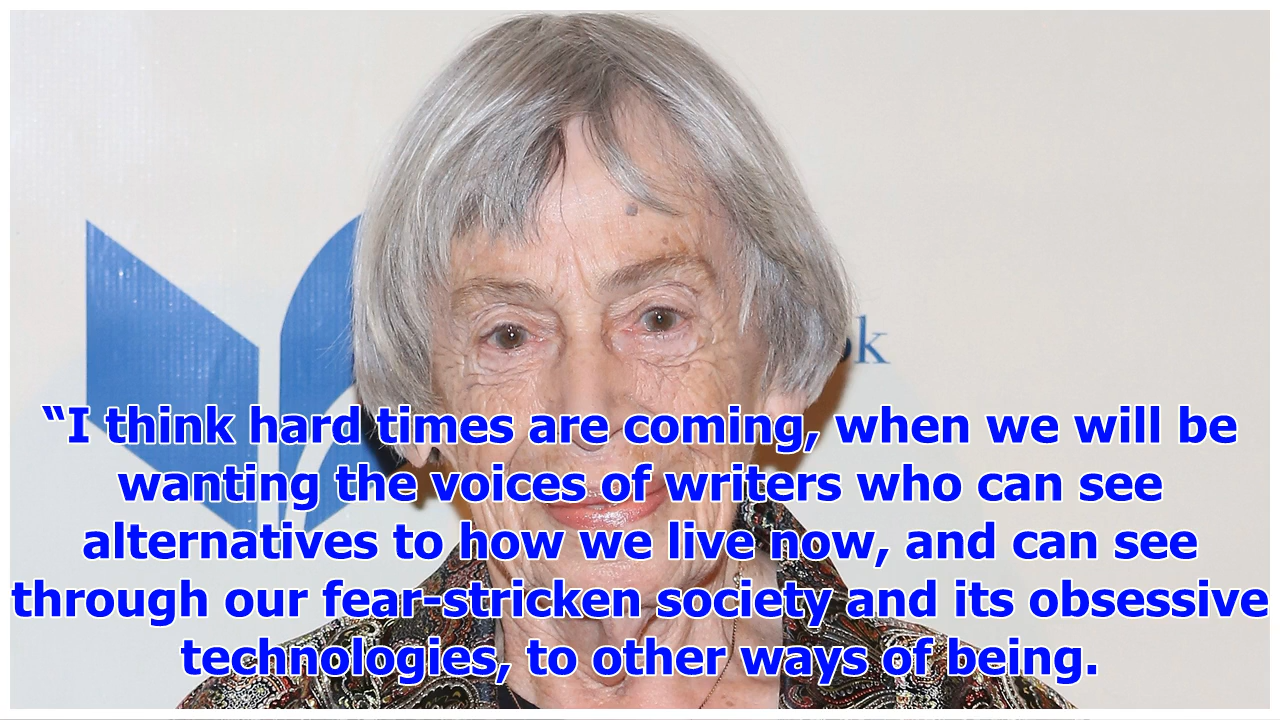 ok
“I think hard times are coming, when we will be
wanting the voices of writers who can see
alternatives to how we live now, and can see
through our fear-stricken society and its obsessive
technologies, to other ways of being.